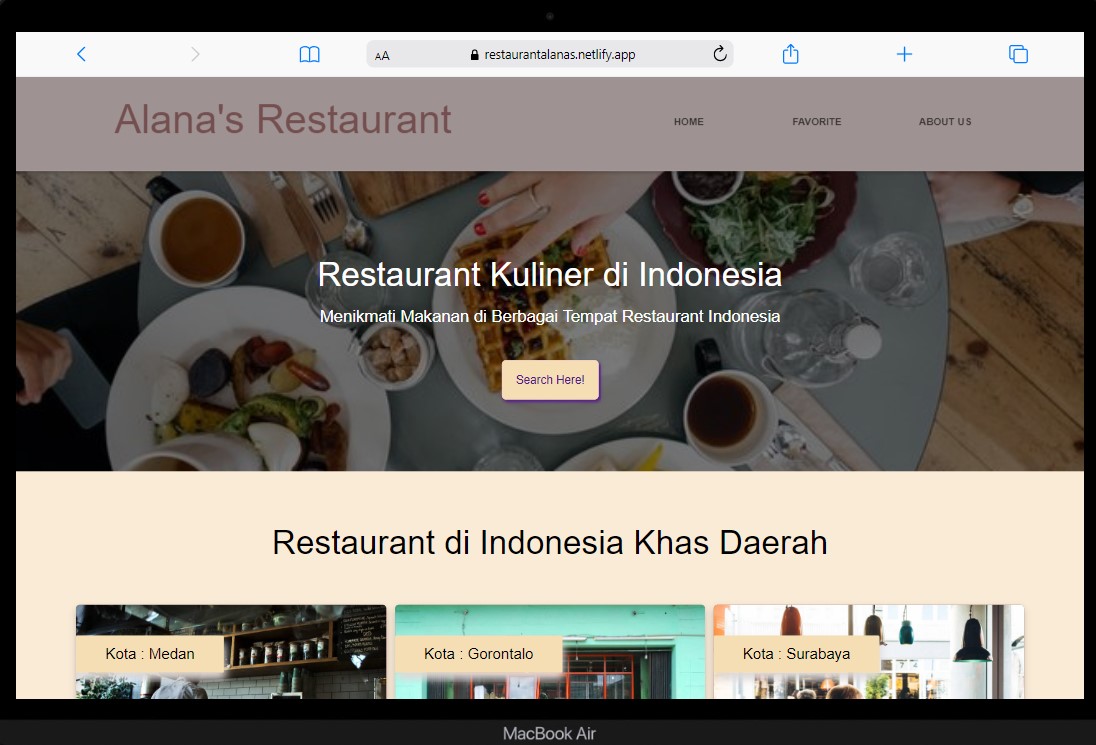 AA
restaurantalanas.netlify.app
Alana's Restaurant
HOME
FAVORITE
ABOUT US
Restaurant Kuliner di Indonesia
Menikmati Makanan di Berbagai Tempat Restaurant Indonesia
Search Here!
Restaurant di Indonesia Khas Daerah
Kota : Medan
Kota : Gorontalo
Kota : Surabaya
MacBook Air